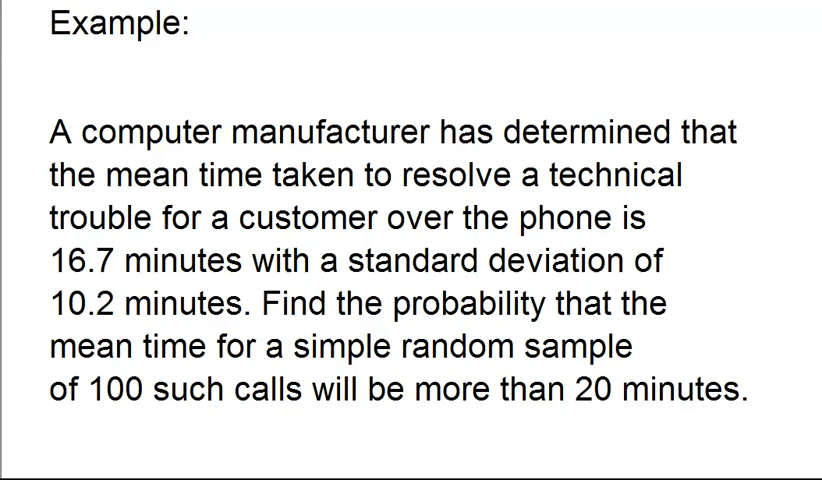 Example:
A computer manufacturer has determined that
the mean time taken to resolve a technical
trouble for a customer over the phone is
16.7 minutes with a standard deviation of
10.2 minutes. Find the probability that the
mean time for a simple random sample
of 100 such calls will be more than 20 minutes.